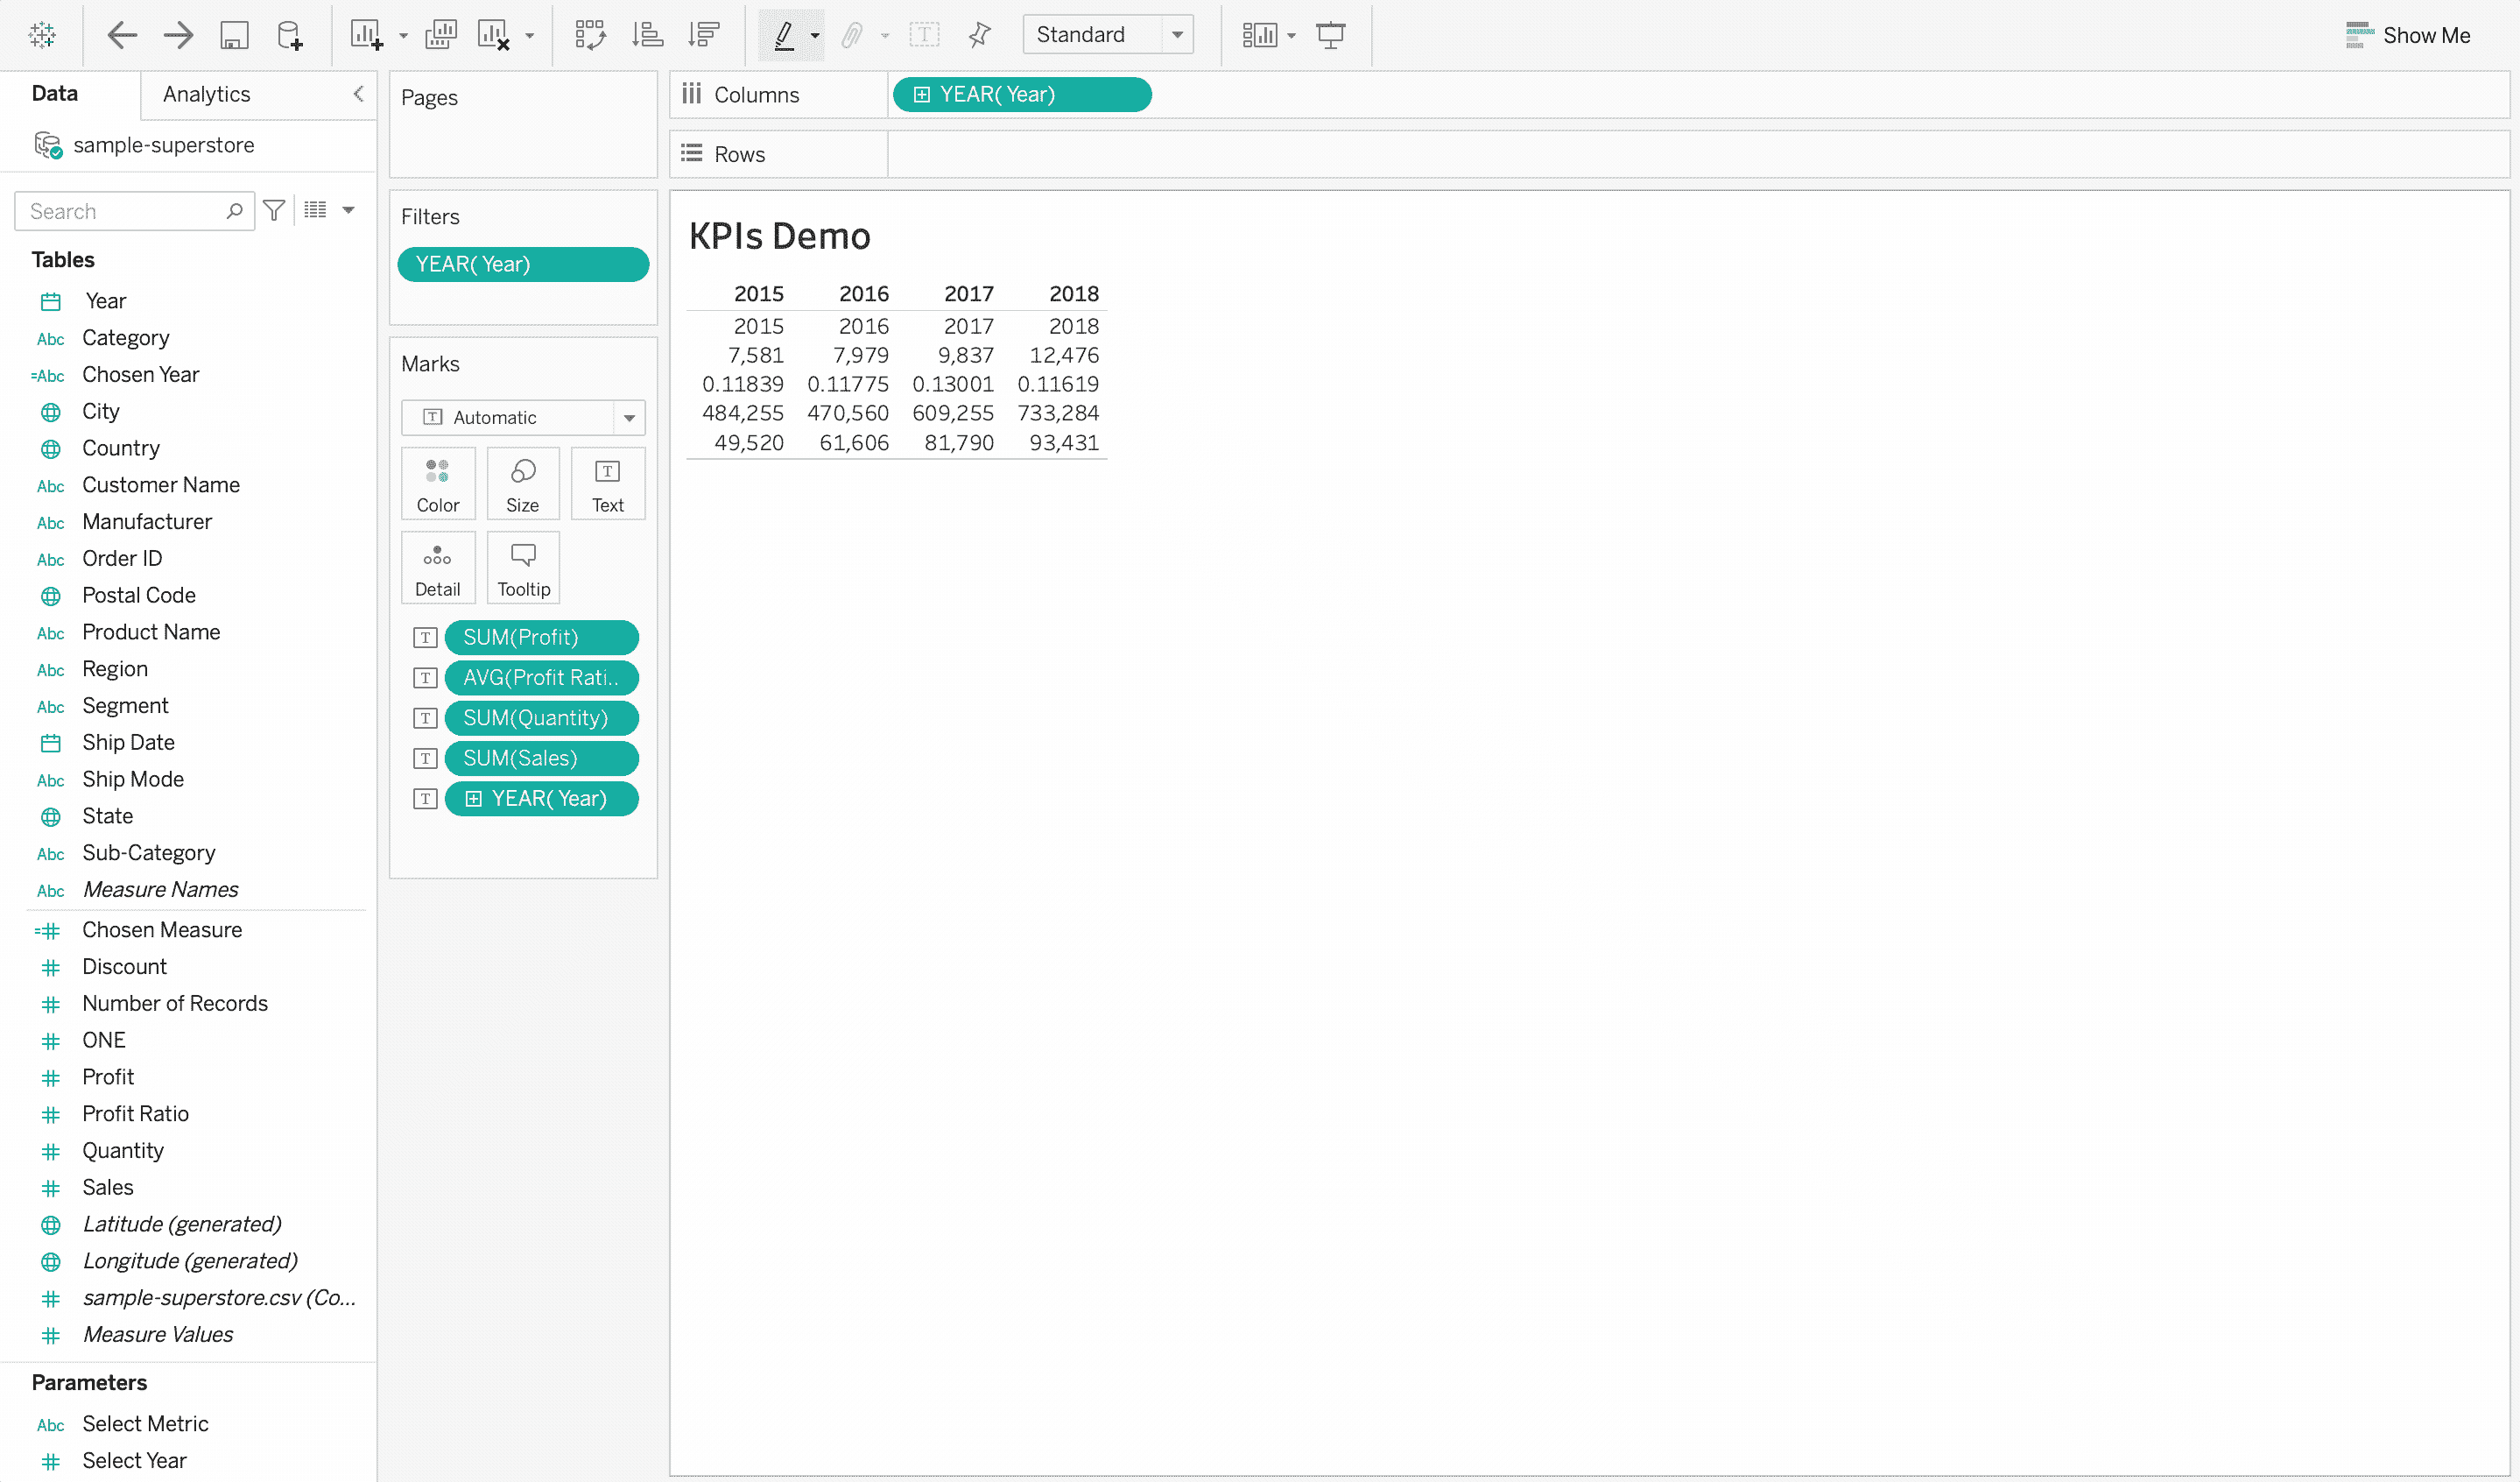 Standard
Show Me
Data
Analytics
sample-superstore
Search
Tables
Year
Abc Category
=Abc Chosen Year
City
Country
Abc Customer Name
Abc Manufacturer
Abc Order ID
Postal Code
Abc Product Name
Abc Region
Abc Segment
Ship Date
Abc Ship Mode
State
Abc Sub-Category
Abc Measure Names
=# Chosen Measure
# Discount
# Number of Records
# ONE
# Profit
# Profit Ratio
# Quantity
# Sales
Latitude (generated)
Longitude (generated)
# sample-superstore.csv (Co...
# Measure Values
Parameters
Abc Select Metric
# Select Year
Pages
Filters
YEAR( Year)
Marks
T Automatic
Color
Size
T Text
Detail
Tooltip
T SUM(Profit)
T AVG(Profit Rati..
T SUM(Quantity)
T SUM(Sales)
T YEAR( Year)
Columns
YEAR( Year)
Rows
KPIs Demo
2015 2016 2017 2018
2015 2016 2017 2018
7,581 7,979 9,837 12,476
0.11839 0.11775 0.13001 0.11619
484,255 470,560 609,255 733,284
49,520 61,606 81,790 93,431